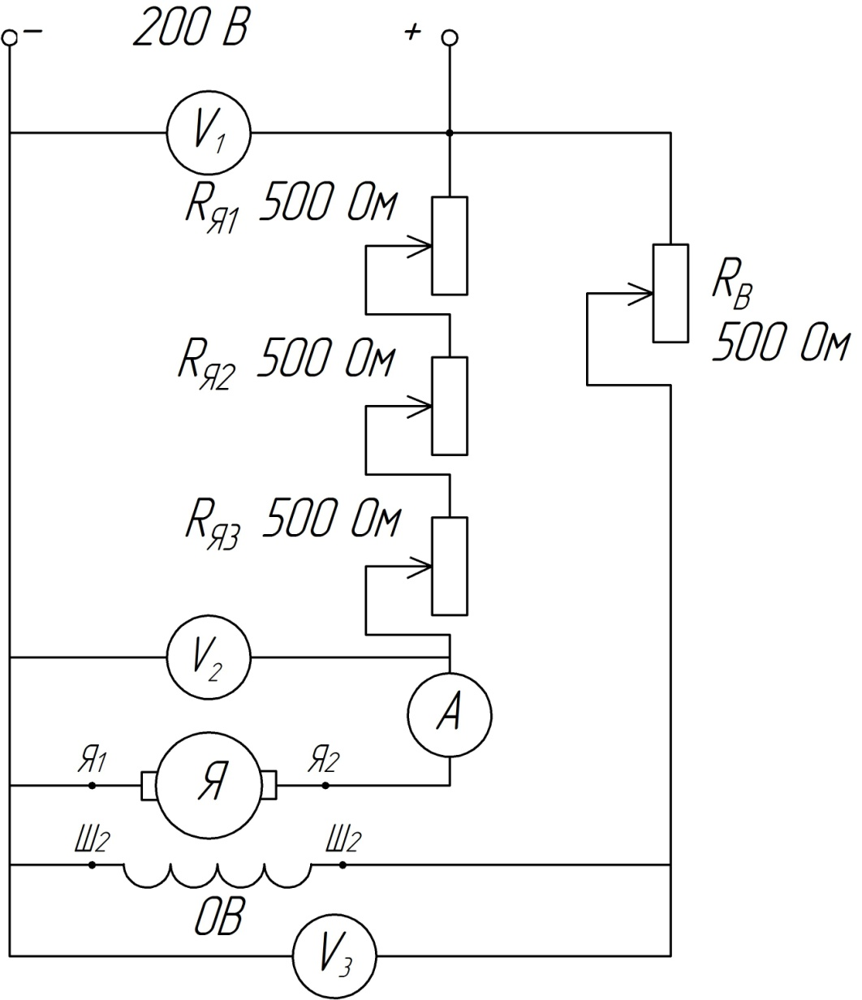 − 200 В +
V1
RЯ1 500 Ом
RВ
500 Ом
RЯ2 500 Ом
RЯ3 500 Ом
V2
А
Я1 Я Я2
Ш2 Ш2
ОВ
V3